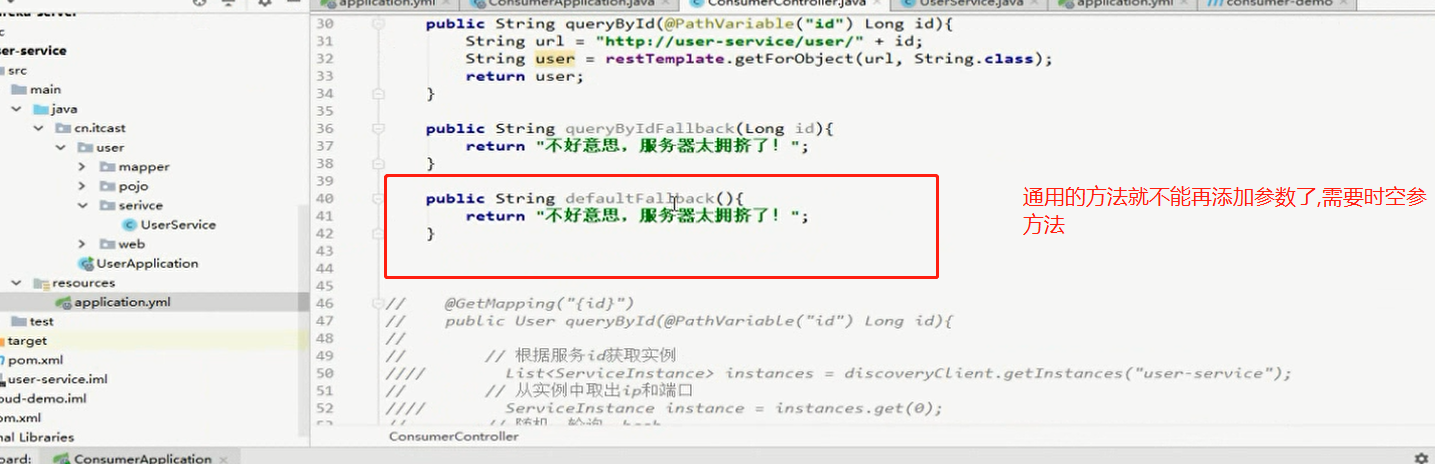 application.yml
ConsumerApplication.java
ConsumerController.java
UserService.java
application.yml
consumer-demo
ser-service
src
main
java
cn.itcast
user
mapper
pojo
serivce
UserService
web
UserApplication
resources
application.yml
test
target
pom.xml
user-service.iml
oud-demo.iml
om.xml
nal Libraries
30 public String queryById(@PathVariable("id") Long id){
31 String url = "http://user-service/user/" + id;
32 String user = restTemplate.getForObject(url, String.class);
33 return user;
34 }
35
36 public String queryByIdFallback(Long id){
37 return "不好意思，服务器太拥挤了！";
38 }
39
40 public String defaultFallback(){
41 return "不好意思，服务器太拥挤了！";
42 }
43
44
45
46 // @GetMapping("{id}")
47 // public User queryById(@PathVariable("id") Long id){
48 //
49 // // 根据服务id获取实例
50 //// List<ServiceInstance> instances = discoveryClient.getInstances("user-service");
51 // // 从实例中取出ip和端口
52 //// ServiceInstance instance = instances.get(0);
通用的方法就不能再添加参数了,需要时空参
方法
ConsumerController
oard:
ConsumerApplication